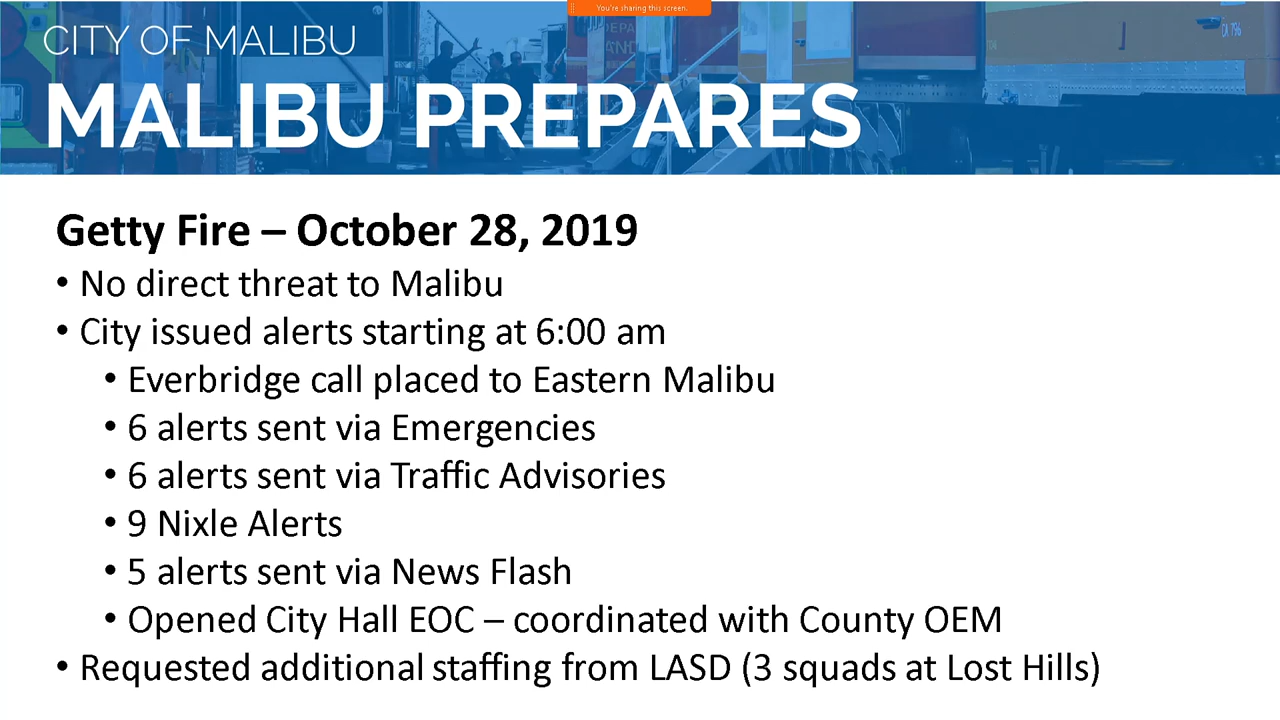 You're sharing this screen.
CITY OF MALIBU
MALIBU PREPARES
CA 796
Getty Fire – October 28, 2019
• No direct threat to Malibu
• City issued alerts starting at 6:00 am
• Everbridge call placed to Eastern Malibu
• 6 alerts sent via Emergencies
• 6 alerts sent via Traffic Advisories
• 9 Nixle Alerts
• 5 alerts sent via News Flash
• Opened City Hall EOC – coordinated with County OEM
• Requested additional staffing from LASD (3 squads at Lost Hills)